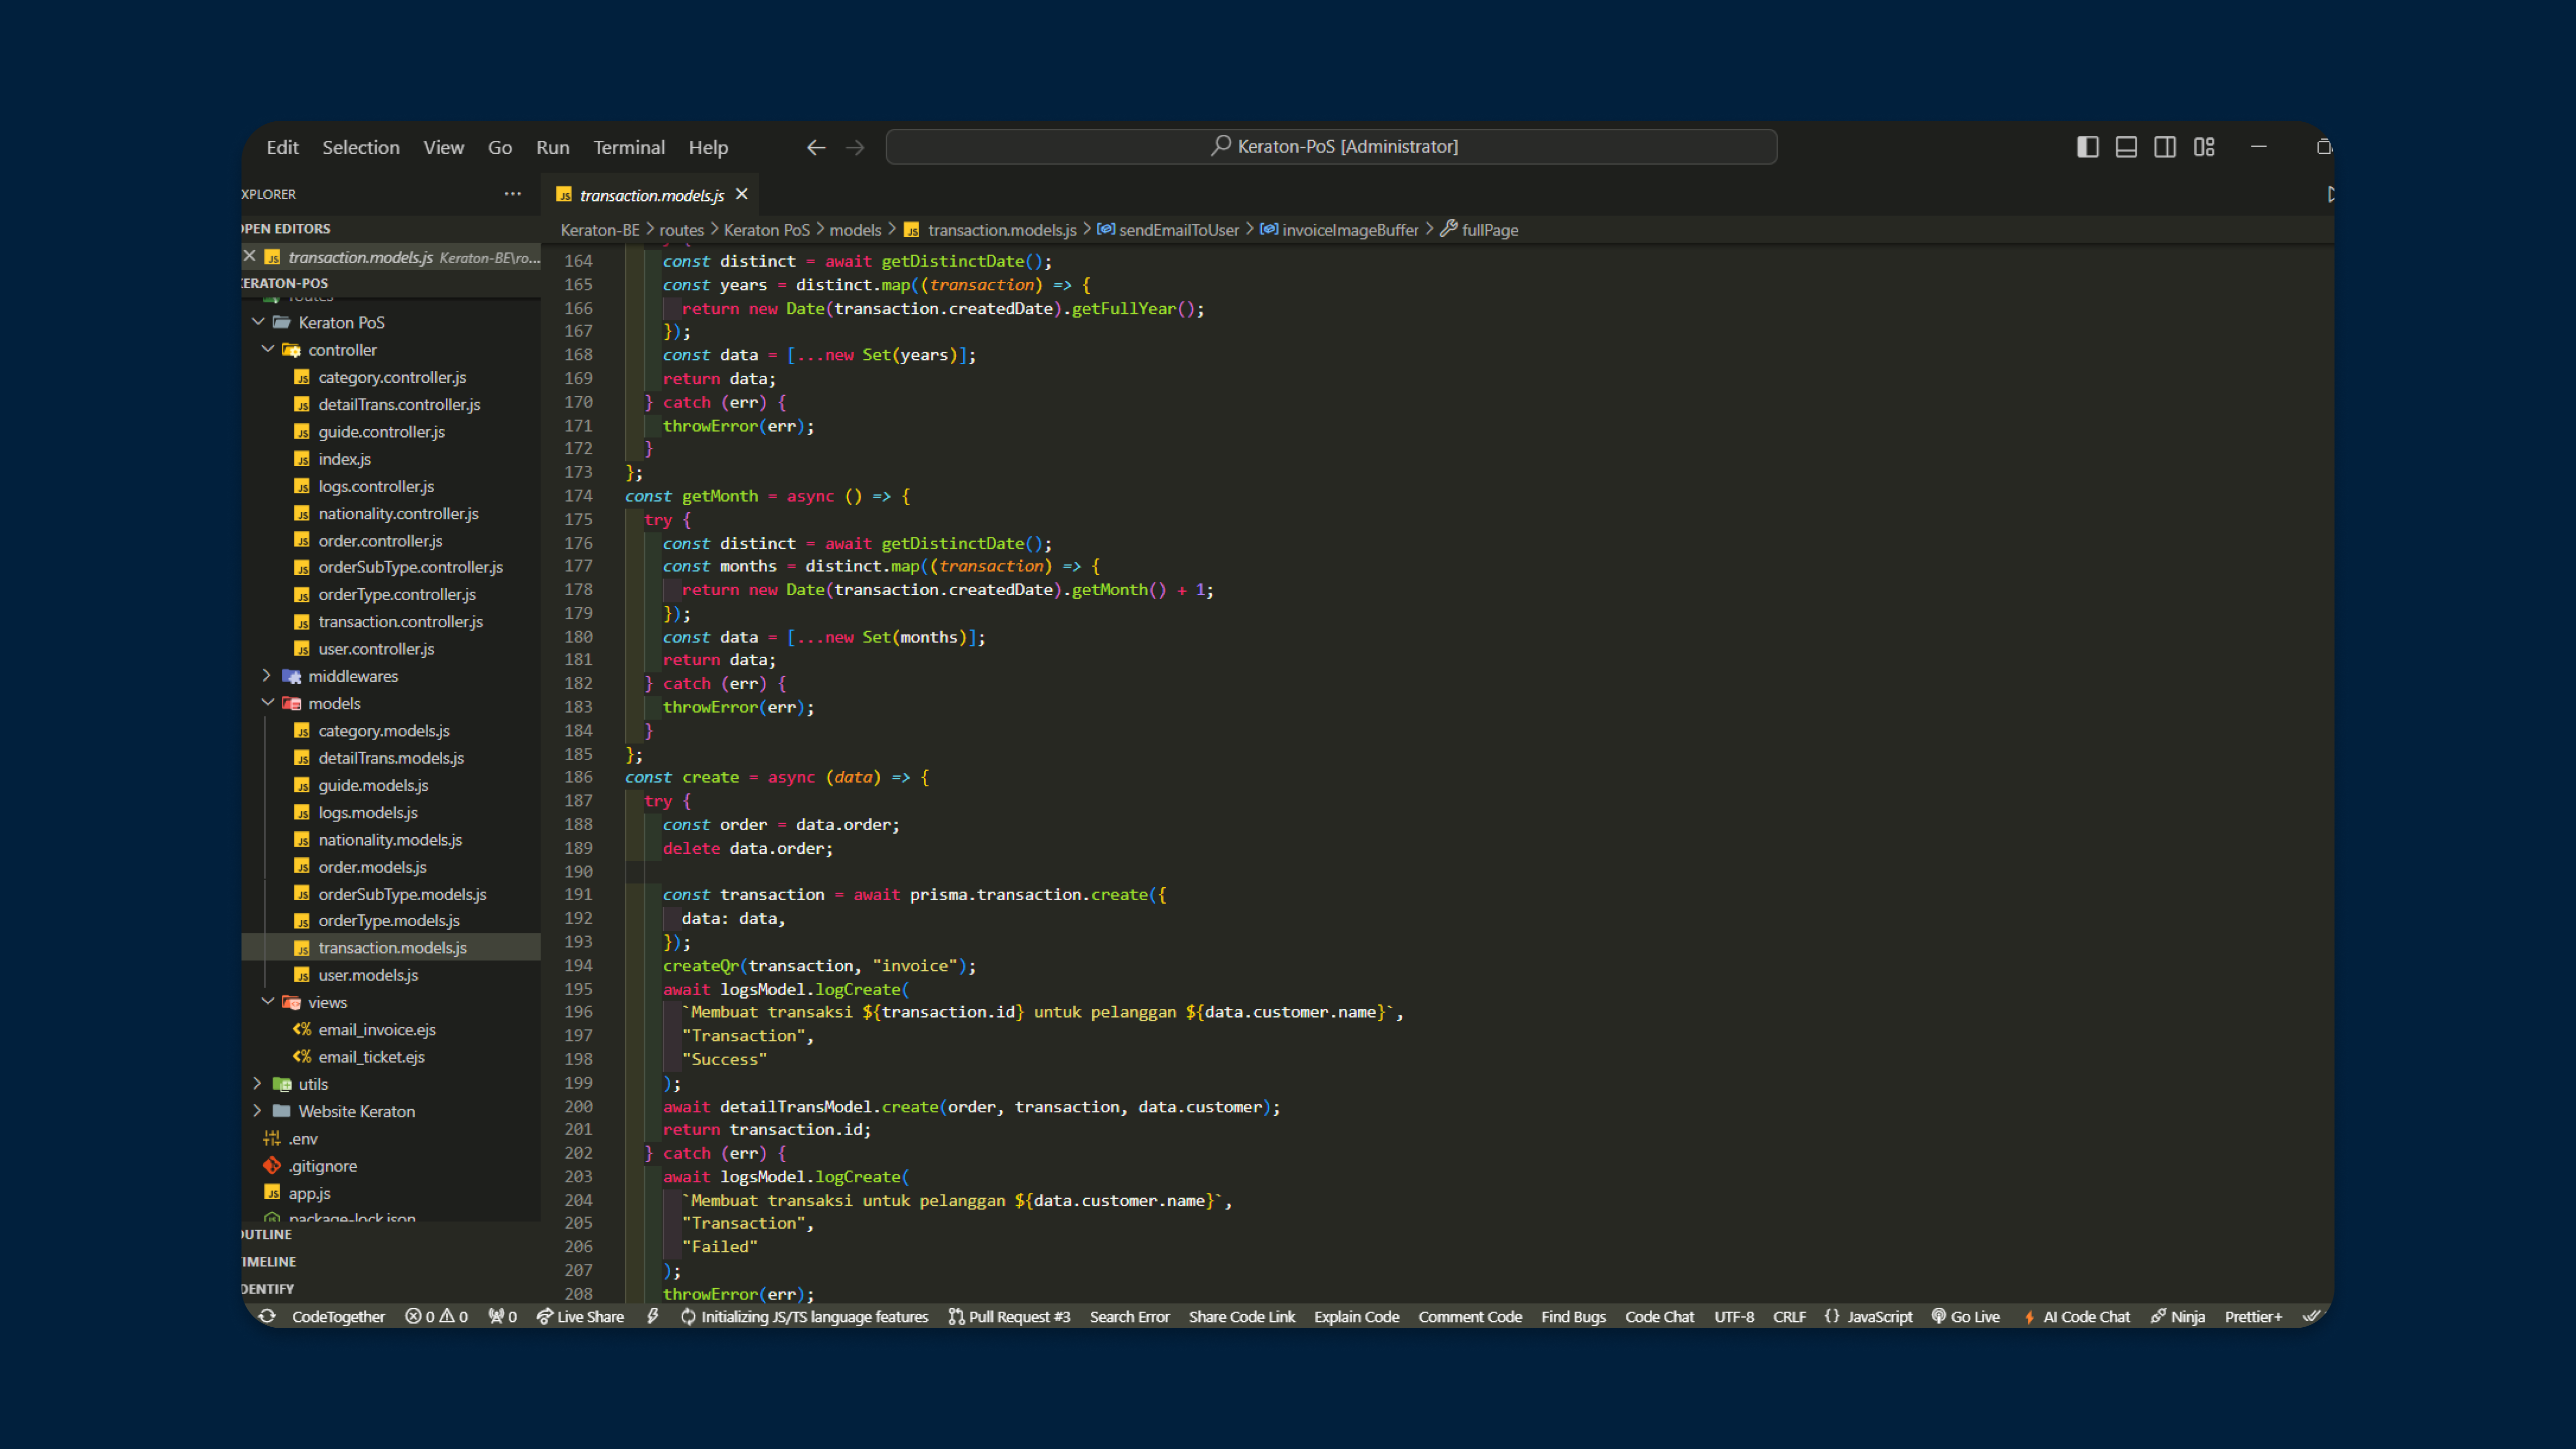 Edit Selection View Go Run Terminal Help
Keraton-PoS [Administrator]
XPLORER
transaction.models.js
OPEN EDITORS
transaction.models.js Keraton-BE\ro...
KERATON-POS
routes
Keraton PoS
controller
category.controller.js
detailTrans.controller.js
guide.controller.js
index.js
logs.controller.js
nationality.controller.js
order.controller.js
orderSubType.controller.js
orderType.controller.js
transaction.controller.js
user.controller.js
middlewares
models
category.models.js
detailTrans.models.js
guide.models.js
logs.models.js
nationality.models.js
order.models.js
orderSubType.models.js
orderType.models.js
transaction.models.js
user.models.js
views
email_invoice.ejs
email_ticket.ejs
utils
Website Keraton
.env
.gitignore
app.js
package-lock.json
OUTLINE
TIMELINE
DENTIFY
Keraton-BE > routes > Keraton PoS > models > transaction.models.js > sendEmailToUser > invoiceImageBuffer > fullPage
164 const distinct = await getDistinctDate();
165 const years = distinct.map((transaction) => {
166 return new Date(transaction.createdDate).getFullYear();
167 });
168 const data = [...new Set(years)];
169 return data;
170 } catch (err) {
171 throwError(err);
172 }
173 };
174 const getMonth = async () => {
175 try {
176 const distinct = await getDistinctDate();
177 const months = distinct.map((transaction) => {
178 return new Date(transaction.createdDate).getMonth() + 1;
179 });
180 const data = [...new Set(months)];
181 return data;
182 } catch (err) {
183 throwError(err);
184 }
185 };
186 const create = async (data) => {
187 try {
188 const order = data.order;
189 delete data.order;
190
191 const transaction = await prisma.transaction.create({
192 data: data,
193 });
194 createQr(transaction, "invoice");
195 await logsModel.logCreate(
196 `Membuat transaksi ${transaction.id} untuk pelanggan ${data.customer.name}`,
197 "Transaction",
198 "Success"
199 );
200 await detailTransModel.create(order, transaction, data.customer);
201 return transaction.id;
202 } catch (err) {
203 await logsModel.logCreate(
204 `Membuat transaksi untuk pelanggan ${data.customer.name}`,
205 "Transaction",
206 "Failed"
207 );
208 throwError(err);
CodeTogether 0 0 0 Live Share Initializing JS/TS language features Pull Request #3 Search Error Share Code Link Explain Code Comment Code Find Bugs Code Chat UTF-8 CRLF {} JavaScript Go Live AI Code Chat Ninja Prettier+